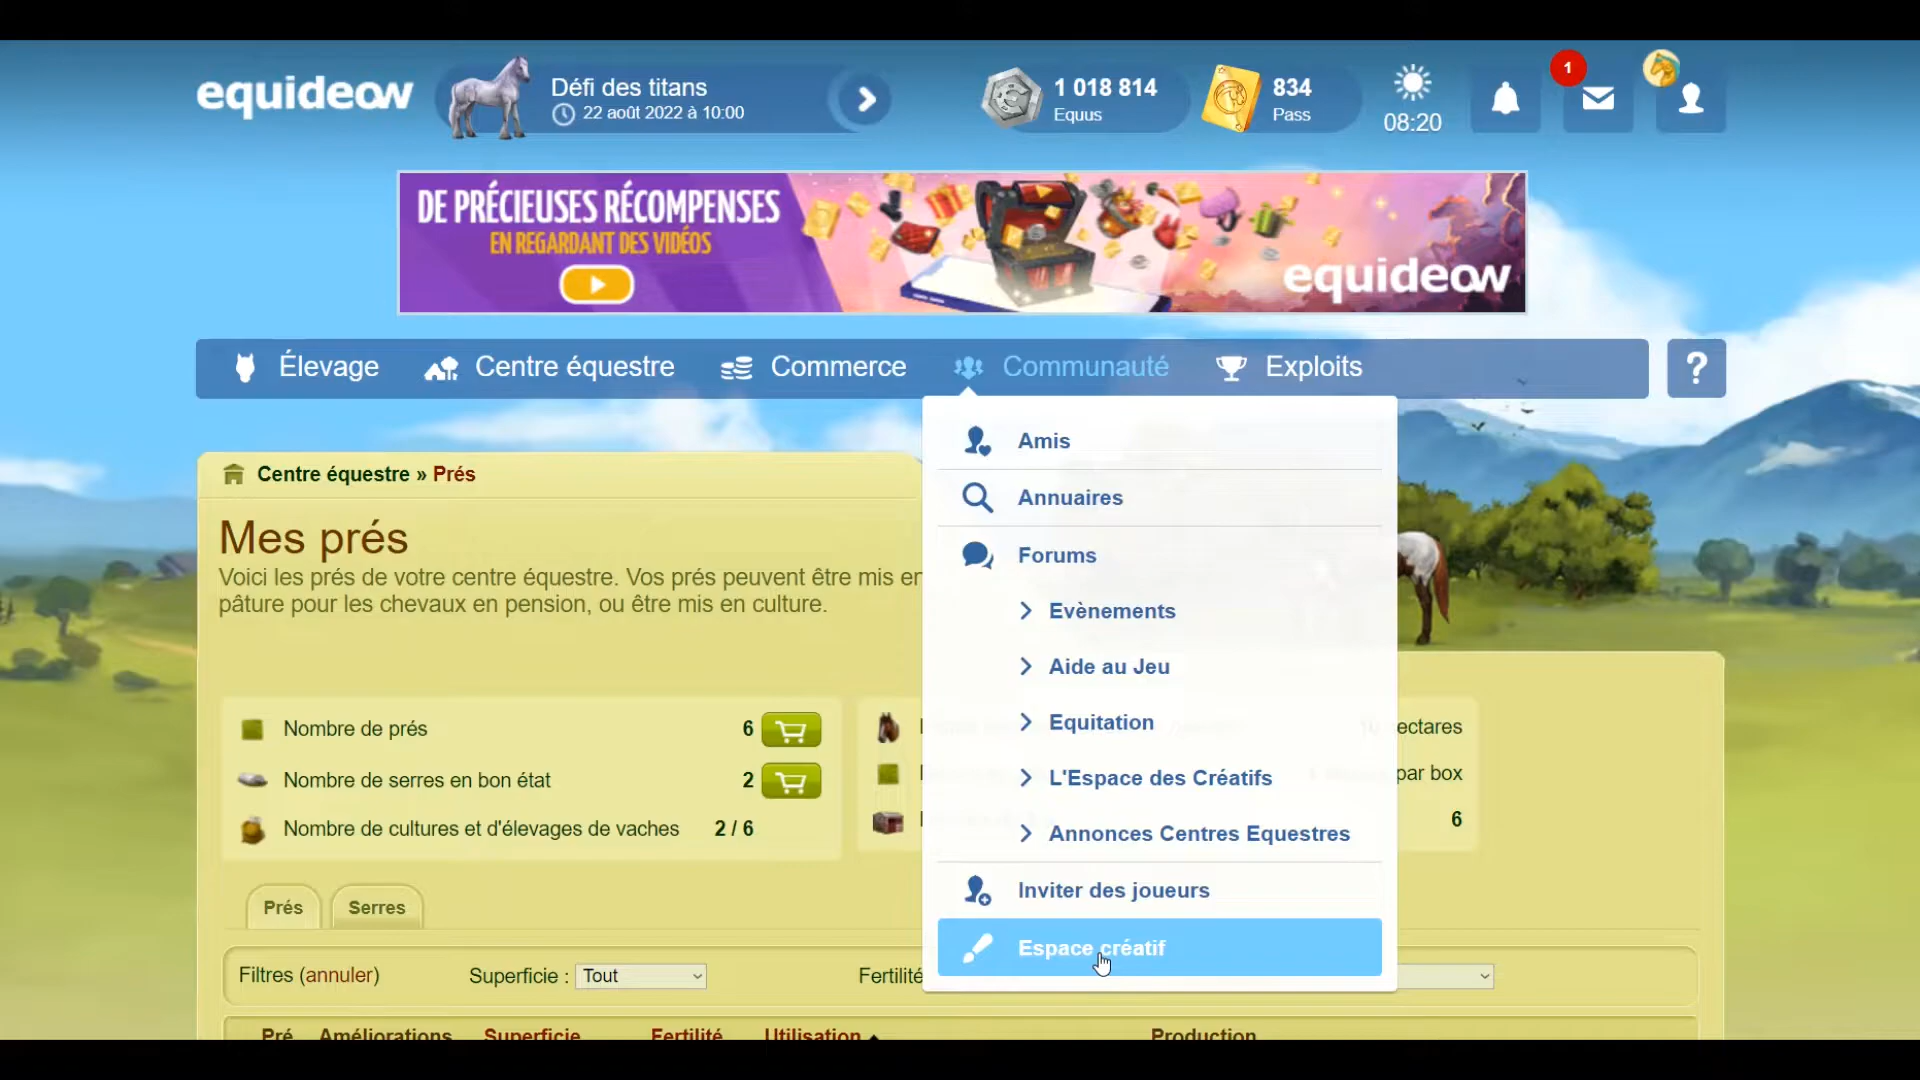 equideow
Défi des titans
22 août 2022 à 10:00
1 018 814
Equus
834
Pass
08:20
1
DE PRÉCIEUSES RÉCOMPENSES
EN REGARDANT DES VIDÉOS
equideow
Élevage
Centre équestre
Commerce
Communauté
Exploits
?
Amis
Annuaires
Forums
Evènements
Aide au Jeu
Equitation
L'Espace des Créatifs
Annonces Centres Equestres
Inviter des joueurs
Espace créatif
Centre équestre » Prés
Mes prés
Voici les prés de votre centre équestre. Vos prés peuvent être mis en
pâture pour les chevaux en pension, ou être mis en culture.
Nombre de prés 6
Nombre de serres en bon état 2
Nombre de cultures et d'élevages de vaches 2 / 6
ectares
par box
6
Prés
Serres
Filtres (annuler)
Superficie : Tout
Fertilité
Pré Améliorations Superficie Fertilité Utilisation Production